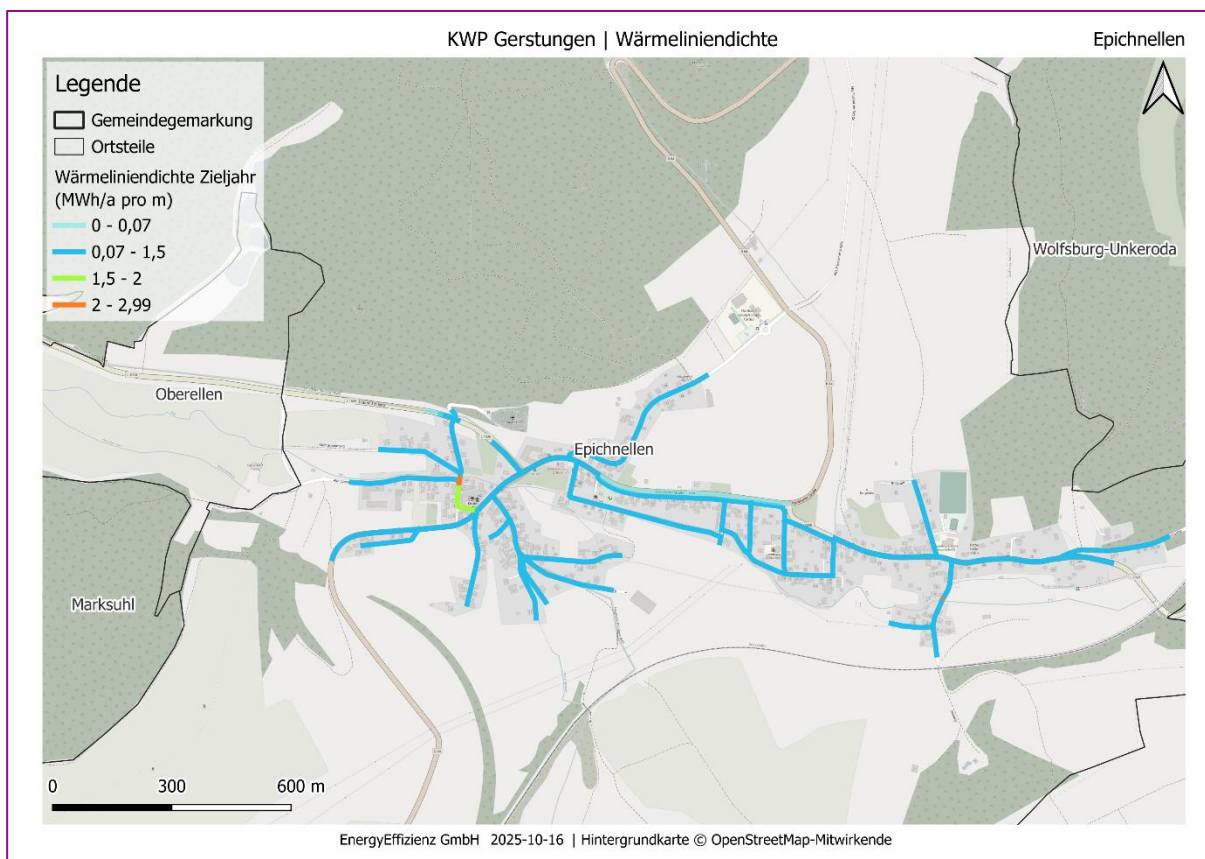 KWP Gerstungen | Wärmeliniendichte
Epichnellen
Legende
Gemeindegemarkung
Ortsteile
Wärmeliniendichte Zieljahr
(MWh/a pro m)
0 - 0,07
0,07 - 1,5
1,5 - 2
2 - 2,99
Wolfsburg-Unkeroda
Oberellen
Epichnellen
Marksuhl
0 300 600 m
EnergyEffizienz GmbH 2025-10-16 | Hintergrundkarte © OpenStreetMap-Mitwirkende